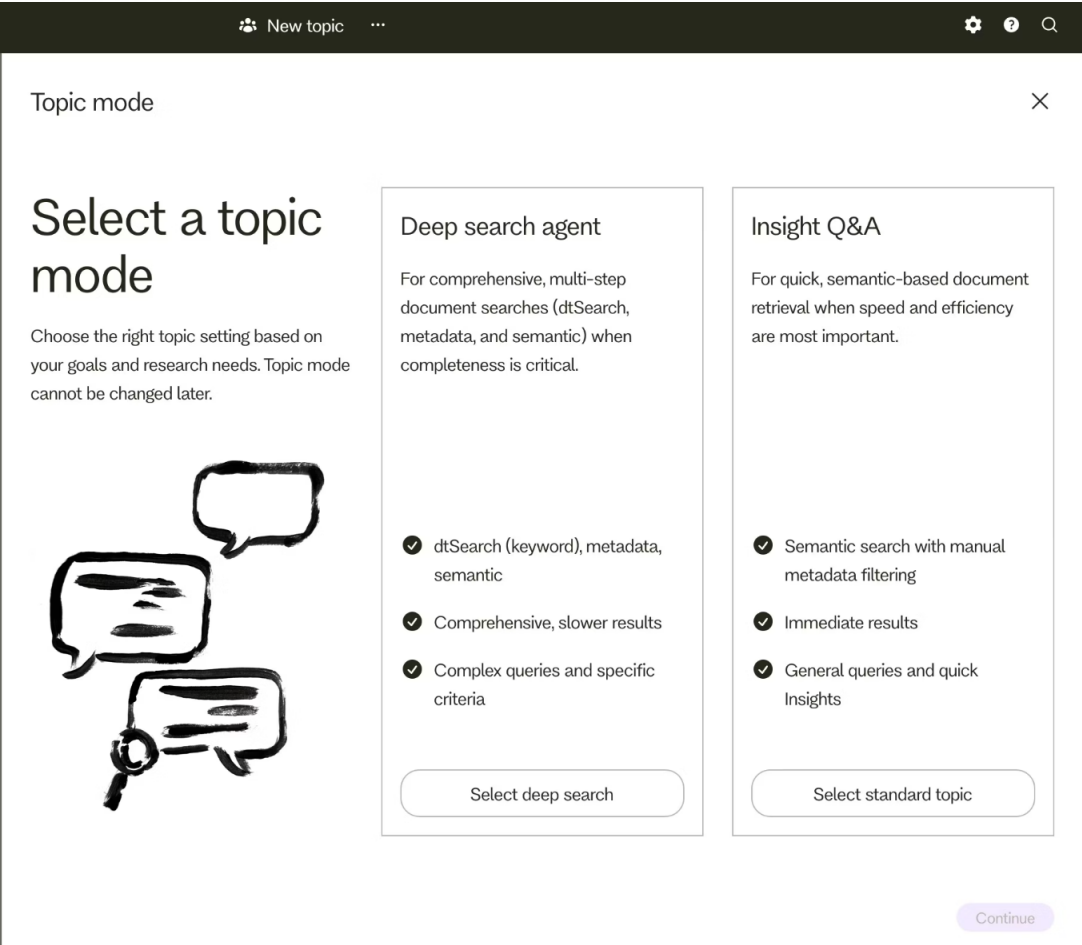 New topic
Topic mode
Select a topic
mode
Choose the right topic setting based on
your goals and research needs. Topic mode
cannot be changed later.
Deep search agent
For comprehensive, multi-step
document searches (dtSearch,
metadata, and semantic) when
completeness is critical.
dtSearch (keyword), metadata,
semantic
Comprehensive, slower results
Complex queries and specific
criteria
Select deep search
Insight Q&A
For quick, semantic-based document
retrieval when speed and efficiency
are most important.
Semantic search with manual
metadata filtering
Immediate results
General queries and quick
Insights
Select standard topic
Continue